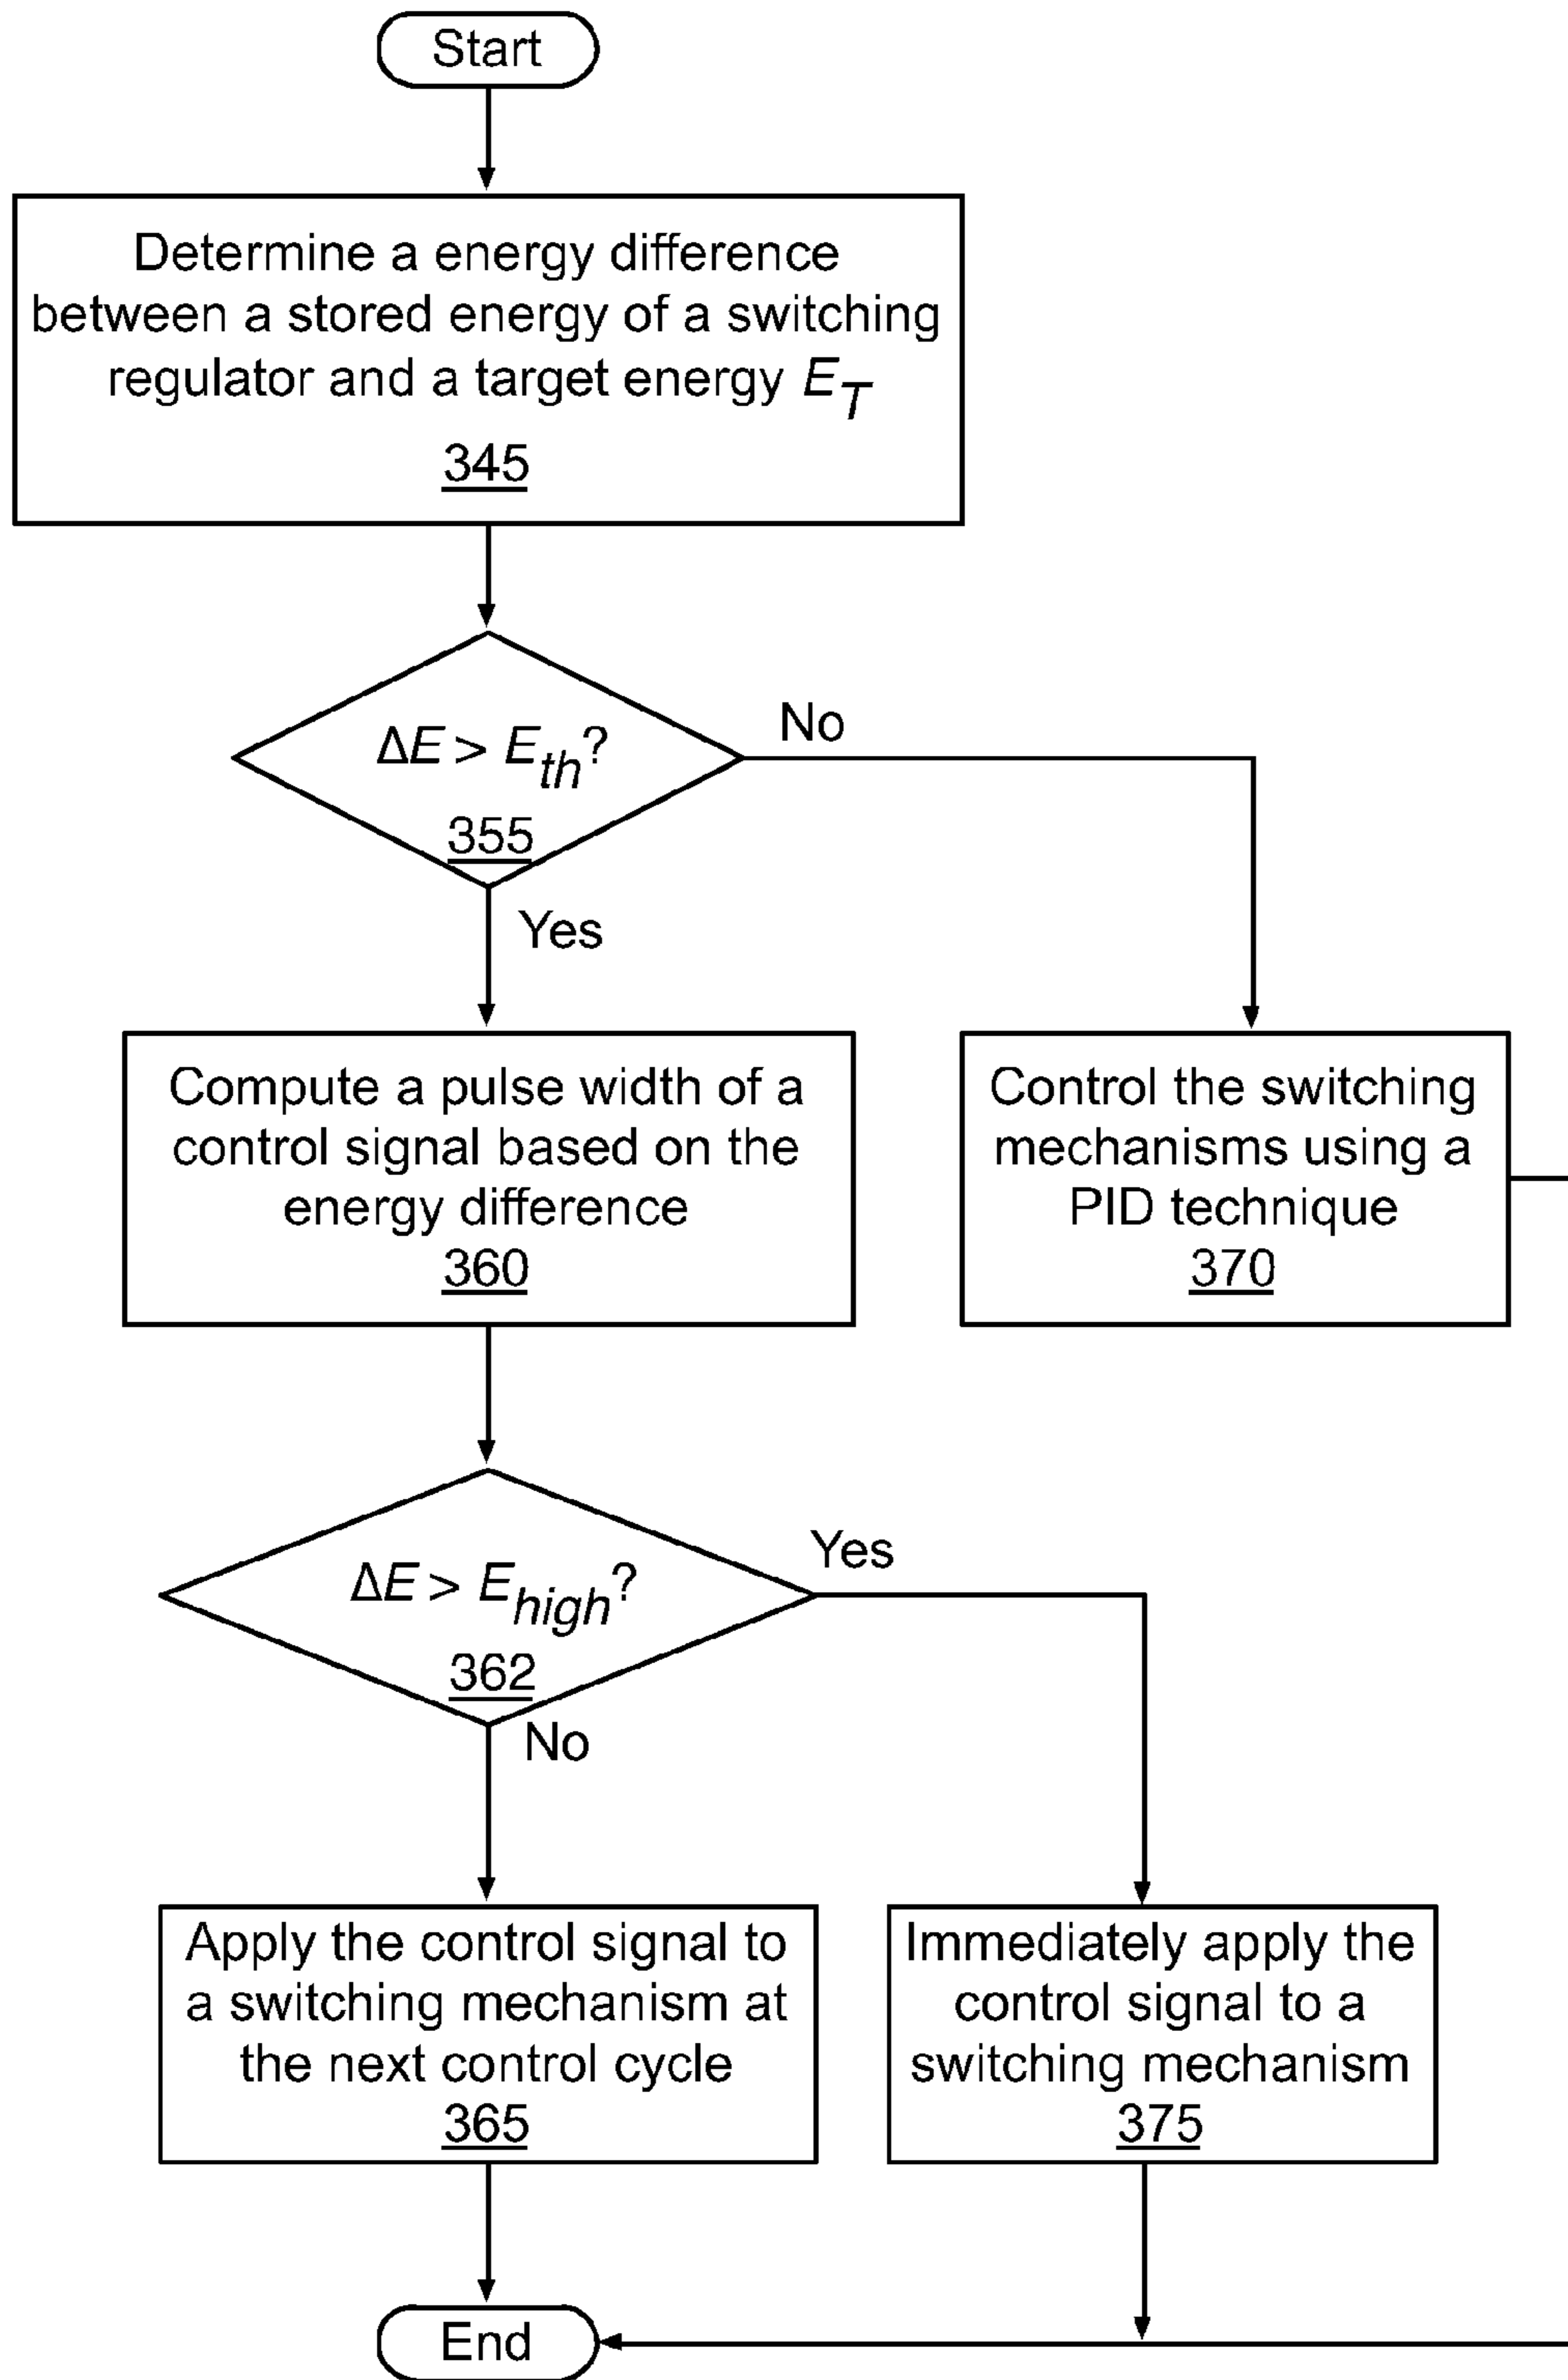 Start
Determine a energy difference
between a stored energy of a switching
regulator and a target energy E_T
345
ΔE > E_th?
355
No
Yes
Compute a pulse width of a
control signal based on the
energy difference
360
Control the switching
mechanisms using a
PID technique
370
ΔE > E_high?
362
Yes
No
Apply the control signal to
a switching mechanism at
the next control cycle
365
Immediately apply the
control signal to a
switching mechanism
375
End